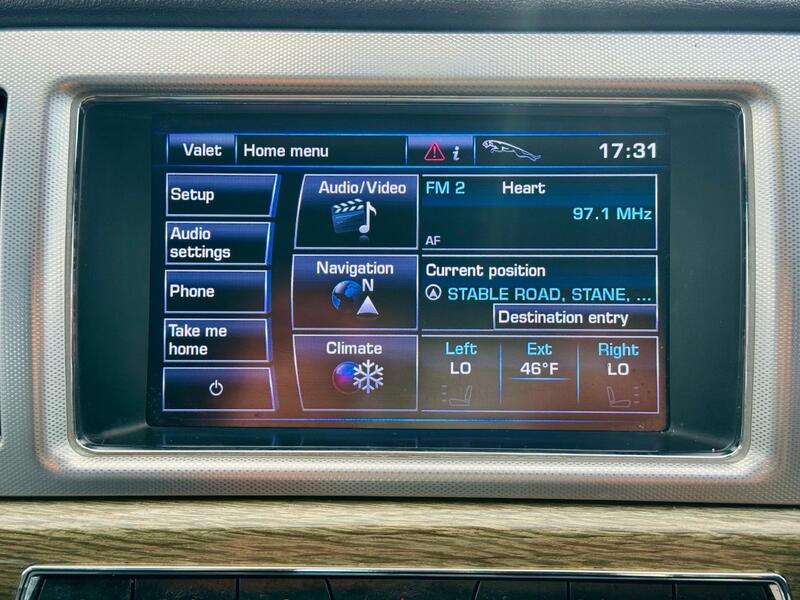 Valet Home menu i 17:31
Setup
Audio
settings
Phone
Take me
home
Audio/Video
Navigation
N
Climate
FM 2 Heart
97.1 MHz
AF
Current position
STABLE ROAD, STANE, ...
Destination entry
Left Ext Right
LO 46°F LO